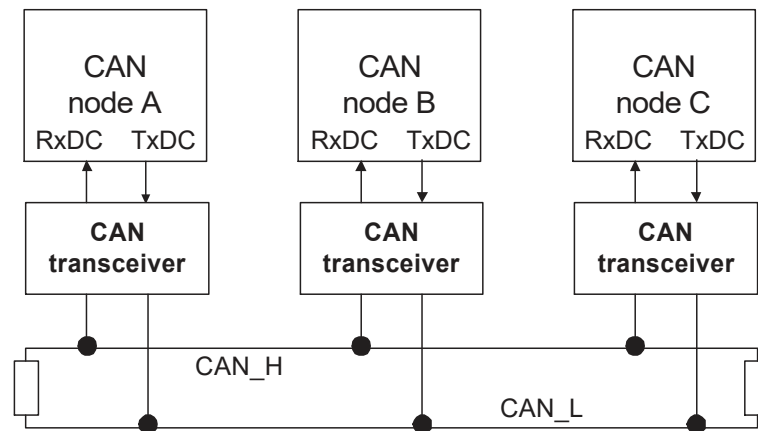 CAN
node A
RxDC TxDC
CAN
node B
RxDC TxDC
CAN
node C
RxDC TxDC
CAN
transceiver
CAN
transceiver
CAN
transceiver
CAN_H
CAN_L